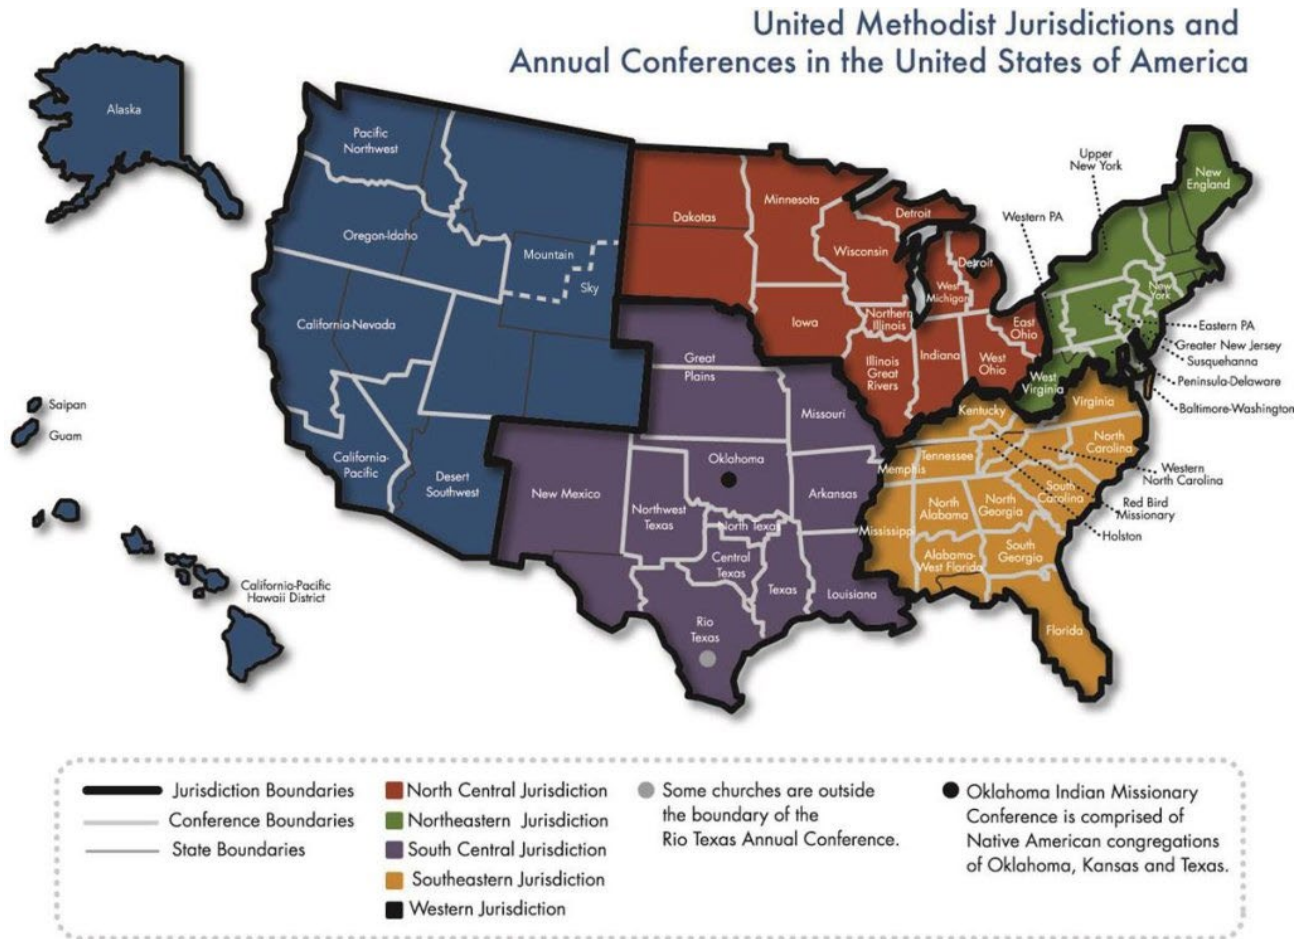 United Methodist Jurisdictions and
Annual Conferences in the United States of America
Alaska
Pacific
Northwest
Oregon-Idaho
Mountain
Sky
California-Nevada
California-
Pacific
Desert
Southwest
Saipan
Guam
California-Pacific
Hawaii District
Dakotas
Minnesota
Wisconsin
Detroit
Detroit
West
Michigan
Iowa
Northern
Illinois
Illinois
Great
Rivers
Indiana
West
Ohio
East
Ohio
Great
Plains
Missouri
Oklahoma
Arkansas
New Mexico
Northwest
Texas
North Texas
Central
Texas
Texas
Louisiana
Rio
Texas
Upper
New York
Western PA
New
England
New
York
Eastern PA
Greater New Jersey
Susquehanna
Peninsula-Delaware
Baltimore-Washington
West
Virginia
Virginia
Kentucky
Tennessee
Memphis
North
Carolina
South
Carolina
Western
North Carolina
Red Bird
Missionary
Holston
Mississippi
North
Alabama
North
Georgia
Alabama-
West Florida
South
Georgia
Florida
Jurisdiction Boundaries
Conference Boundaries
State Boundaries
North Central Jurisdiction
Northeastern Jurisdiction
South Central Jurisdiction
Southeastern Jurisdiction
Western Jurisdiction
Some churches are outside
the boundary of the
Rio Texas Annual Conference.
Oklahoma Indian Missionary
Conference is comprised of
Native American congregations
of Oklahoma, Kansas and Texas.